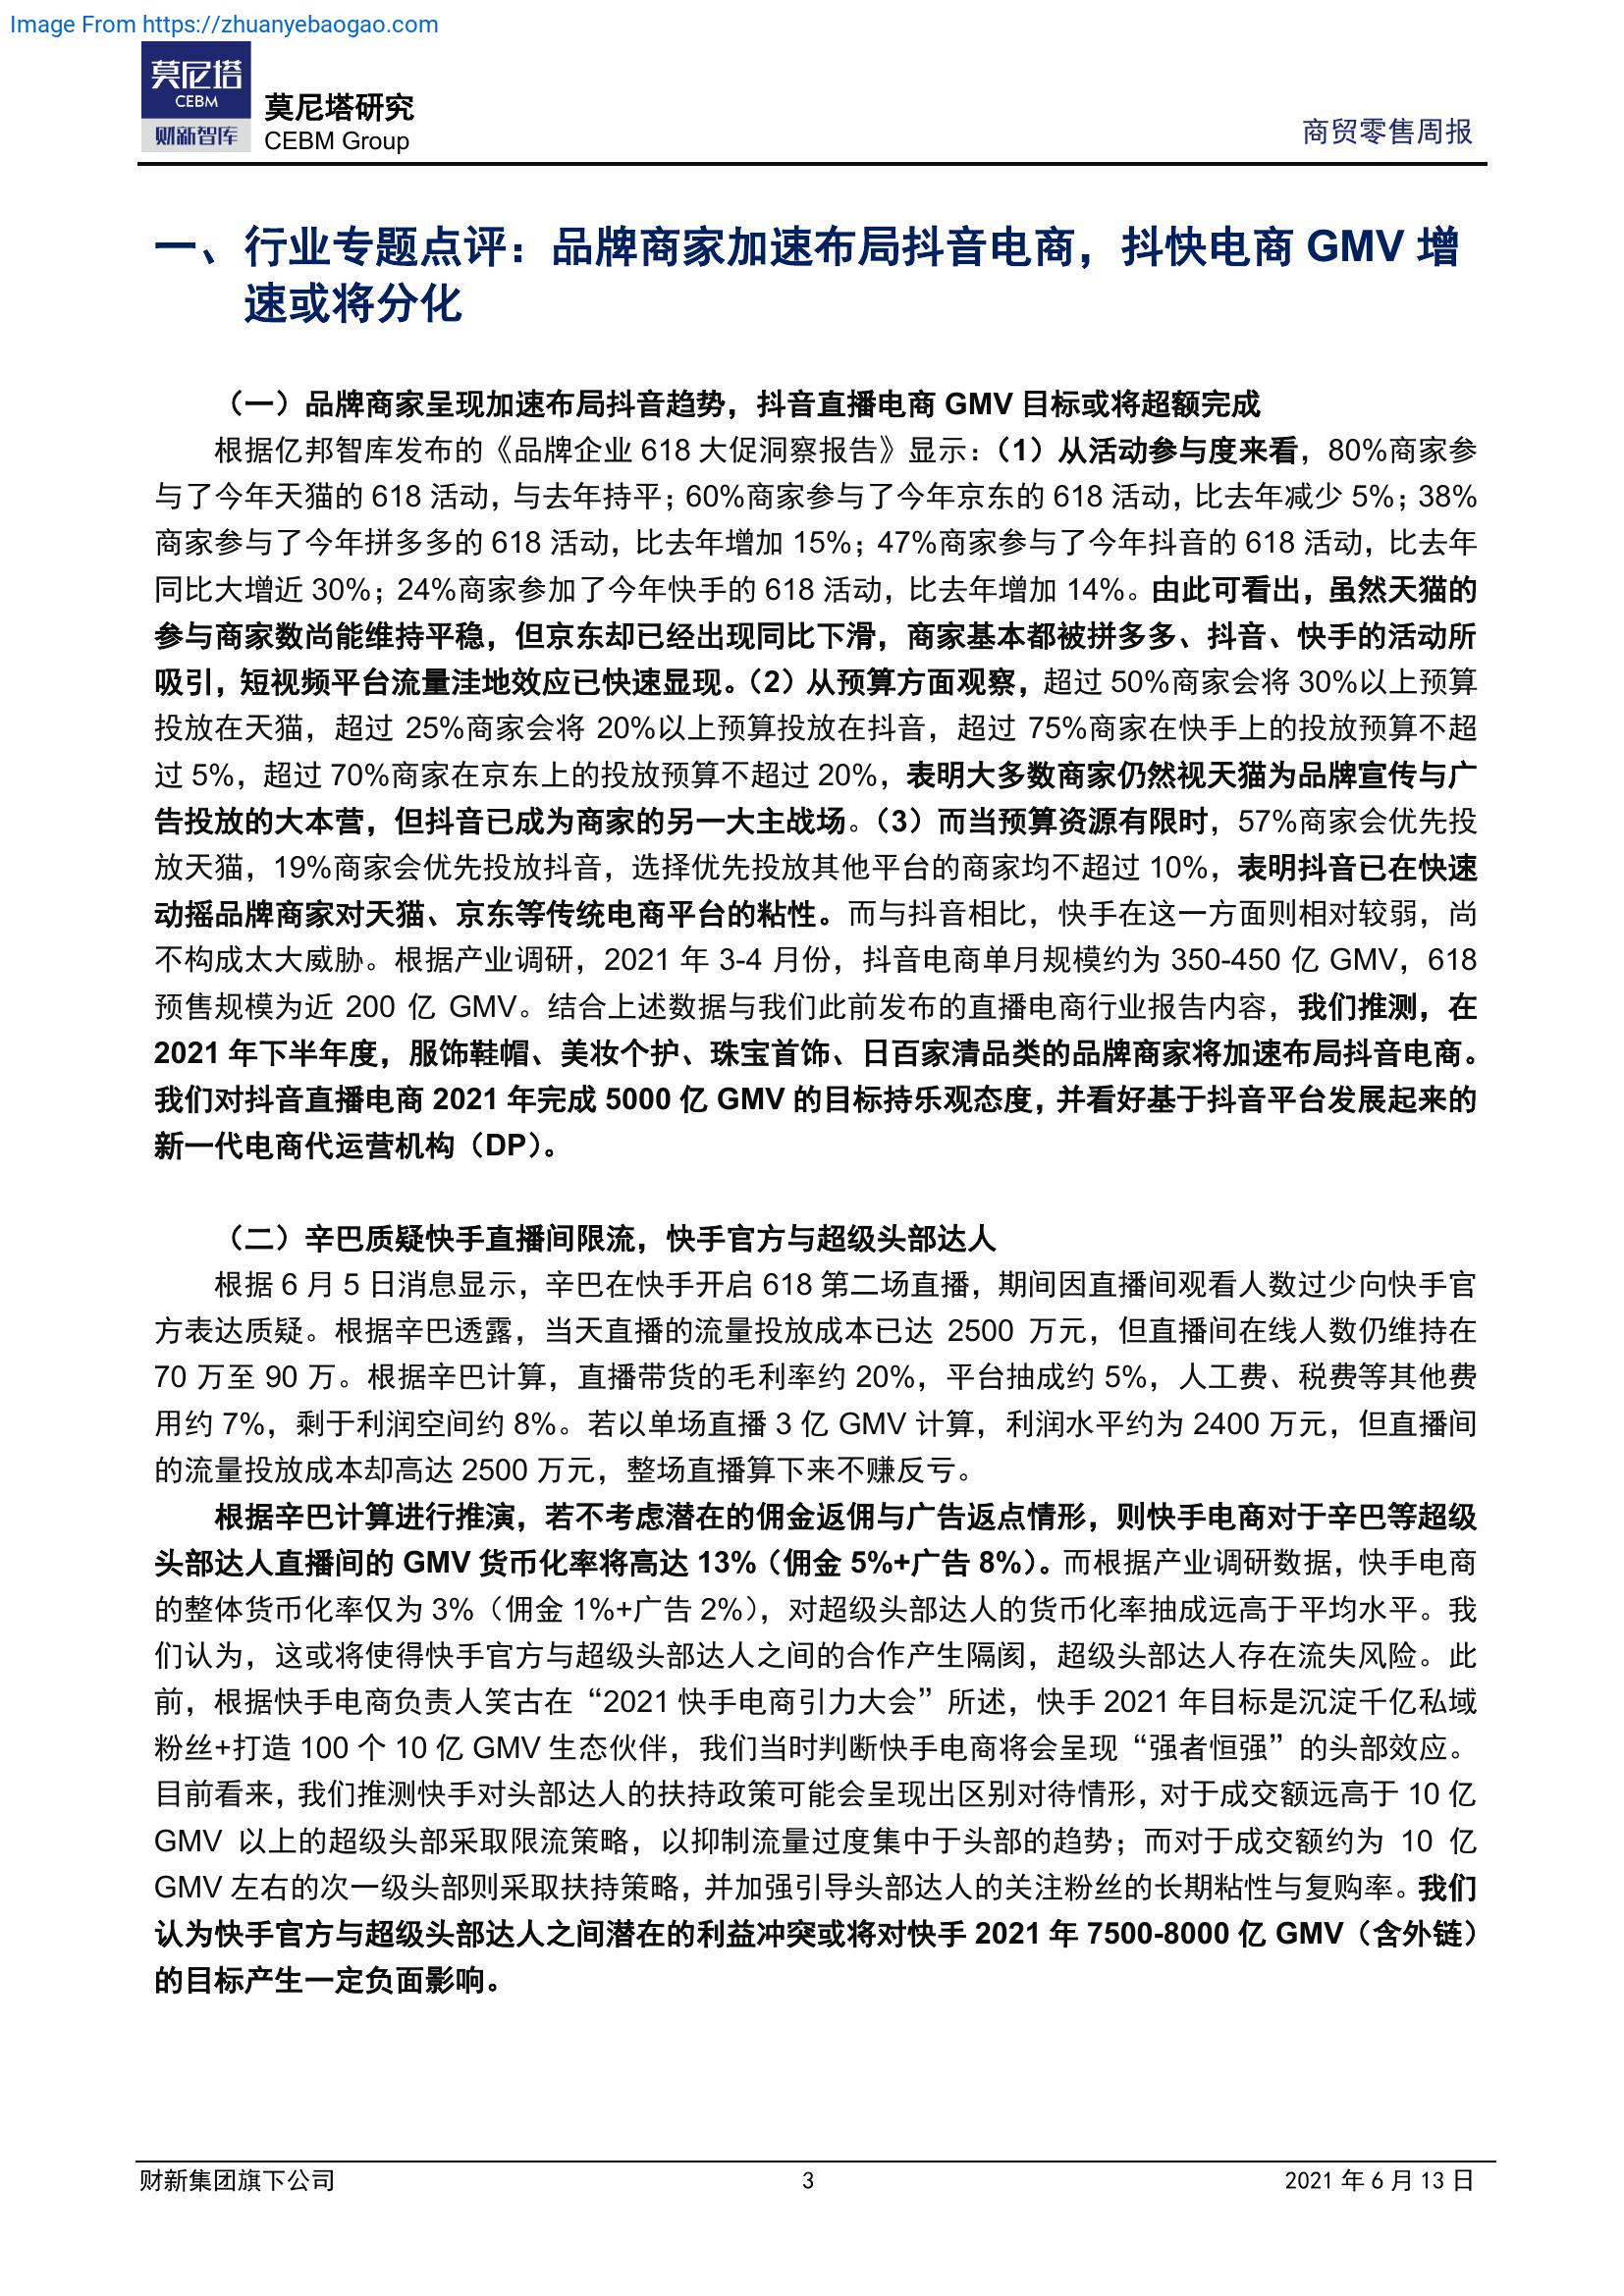 Image From https://zhuanyebaogao.com
莫尼塔
CEBM
财新智库
莫尼塔研究
CEBM Group
商贸零售周报
一、行业专题点评：品牌商家加速布局抖音电商，抖快电商 GMV 增
速或将分化
（一）品牌商家呈现加速布局抖音趋势，抖音直播电商 GMV 目标或将超额完成
根据亿邦智库发布的《品牌企业 618 大促洞察报告》显示：（1）从活动参与度来看，80%商家参
与了今年天猫的 618 活动，与去年持平；60%商家参与了今年京东的 618 活动，比去年减少 5%；38%
商家参与了今年拼多多的 618 活动，比去年增加 15%；47%商家参与了今年抖音的 618 活动，比去年
同比大增近 30%；24%商家参加了今年快手的 618 活动，比去年增加 14%。由此可看出，虽然天猫的
参与商家数尚能维持平稳，但京东却已经出现同比下滑，商家基本都被拼多多、抖音、快手的活动所
吸引，短视频平台流量洼地效应已快速显现。（2）从预算方面观察，超过 50%商家会将 30%以上预算
投放在天猫，超过 25%商家会将 20%以上预算投放在抖音，超过 75%商家在快手上的投放预算不超
过 5%，超过 70%商家在京东上的投放预算不超过 20%，表明大多数商家仍然视天猫为品牌宣传与广
告投放的大本营，但抖音已成为商家的另一大主战场。（3）而当预算资源有限时，57%商家会优先投
放天猫，19%商家会优先投放抖音，选择优先投放其他平台的商家均不超过 10%，表明抖音已在快速
动摇品牌商家对天猫、京东等传统电商平台的粘性。而与抖音相比，快手在这一方面则相对较弱，尚
不构成太大威胁。根据产业调研，2021 年 3-4 月份，抖音电商单月规模约为 350-450 亿 GMV，618
预售规模为近 200 亿 GMV。结合上述数据与我们此前发布的直播电商行业报告内容，我们推测，在
2021 年下半年度，服饰鞋帽、美妆个护、珠宝首饰、日百家清品类的品牌商家将加速布局抖音电商。
我们对抖音直播电商 2021 年完成 5000 亿 GMV 的目标持乐观态度，并看好基于抖音平台发展起来的
新一代电商代运营机构（DP）。
（二）辛巴质疑快手直播间限流，快手官方与超级头部达人
根据 6 月 5 日消息显示，辛巴在快手开启 618 第二场直播，期间因直播间观看人数过少向快手官
方表达质疑。根据辛巴透露，当天直播的流量投放成本已达 2500 万元，但直播间在线人数仍维持在
70 万至 90 万。根据辛巴计算，直播带货的毛利率约 20%，平台抽成约 5%，人工费、税费等其他费
用约 7%，剩于利润空间约 8%。若以单场直播 3 亿 GMV 计算，利润水平约为 2400 万元，但直播间
的流量投放成本却高达 2500 万元，整场直播算下来不赚反亏。
根据辛巴计算进行推演，若不考虑潜在的佣金返佣与广告返点情形，则快手电商对于辛巴等超级
头部达人直播间的 GMV 货币化率将高达 13%（佣金 5%+广告 8%）。而根据产业调研数据，快手电商
的整体货币化率仅为 3%（佣金 1%+广告 2%），对超级头部达人的货币化率抽成远高于平均水平。我
们认为，这或将使得快手官方与超级头部达人之间的合作产生隔阂，超级头部达人存在流失风险。此
前，根据快手电商负责人笑古在“2021 快手电商引力大会”所述，快手 2021 年目标是沉淀千亿私域
粉丝+打造 100 个 10 亿 GMV 生态伙伴，我们当时判断快手电商将会呈现“强者恒强”的头部效应。
目前看来，我们推测快手对头部达人的扶持政策可能会呈现出区别对待情形，对于成交额远高于 10 亿
GMV 以上的超级头部采取限流策略，以抑制流量过度集中于头部的趋势；而对于成交额约为 10 亿
GMV 左右的次一级头部则采取扶持策略，并加强引导头部达人的关注粉丝的长期粘性与复购率。我们
认为快手官方与超级头部达人之间潜在的利益冲突或将对快手 2021 年 7500-8000 亿 GMV（含外链）
的目标产生一定负面影响。
财新集团旗下公司
3
2021 年 6 月 13 日